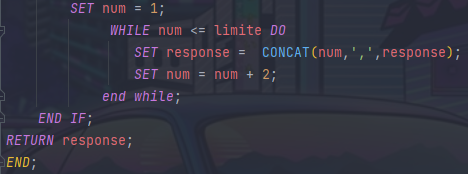 SET num = 1;
WHILE num <= limite DO
SET response =  CONCAT(num,',',response);
SET num = num + 2;
end while;
END IF;
RETURN response;
END;